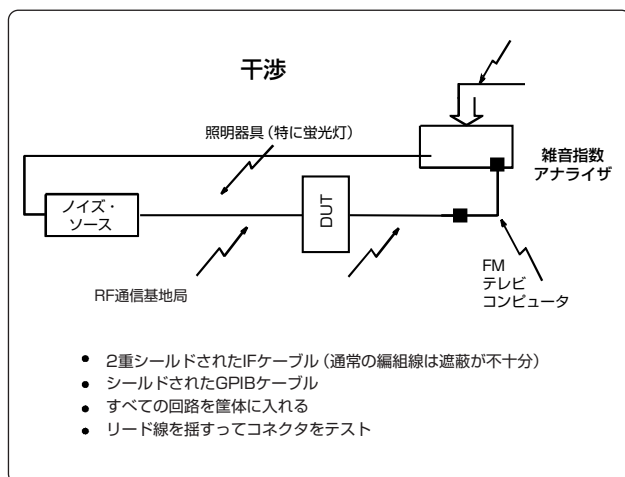 干渉
照明器具（特に蛍光灯）
雑音指数
アナライザ
ノイズ・
ソース
DUT
RF通信基地局
FM
テレビ
コンピュータ
● 2重シールドされたIFケーブル（通常の編組線は遮蔽が不十分）
● シールドされたGPIBケーブル
● すべての回路を筐体に入れる
● リード線を揺すってコネクタをテスト